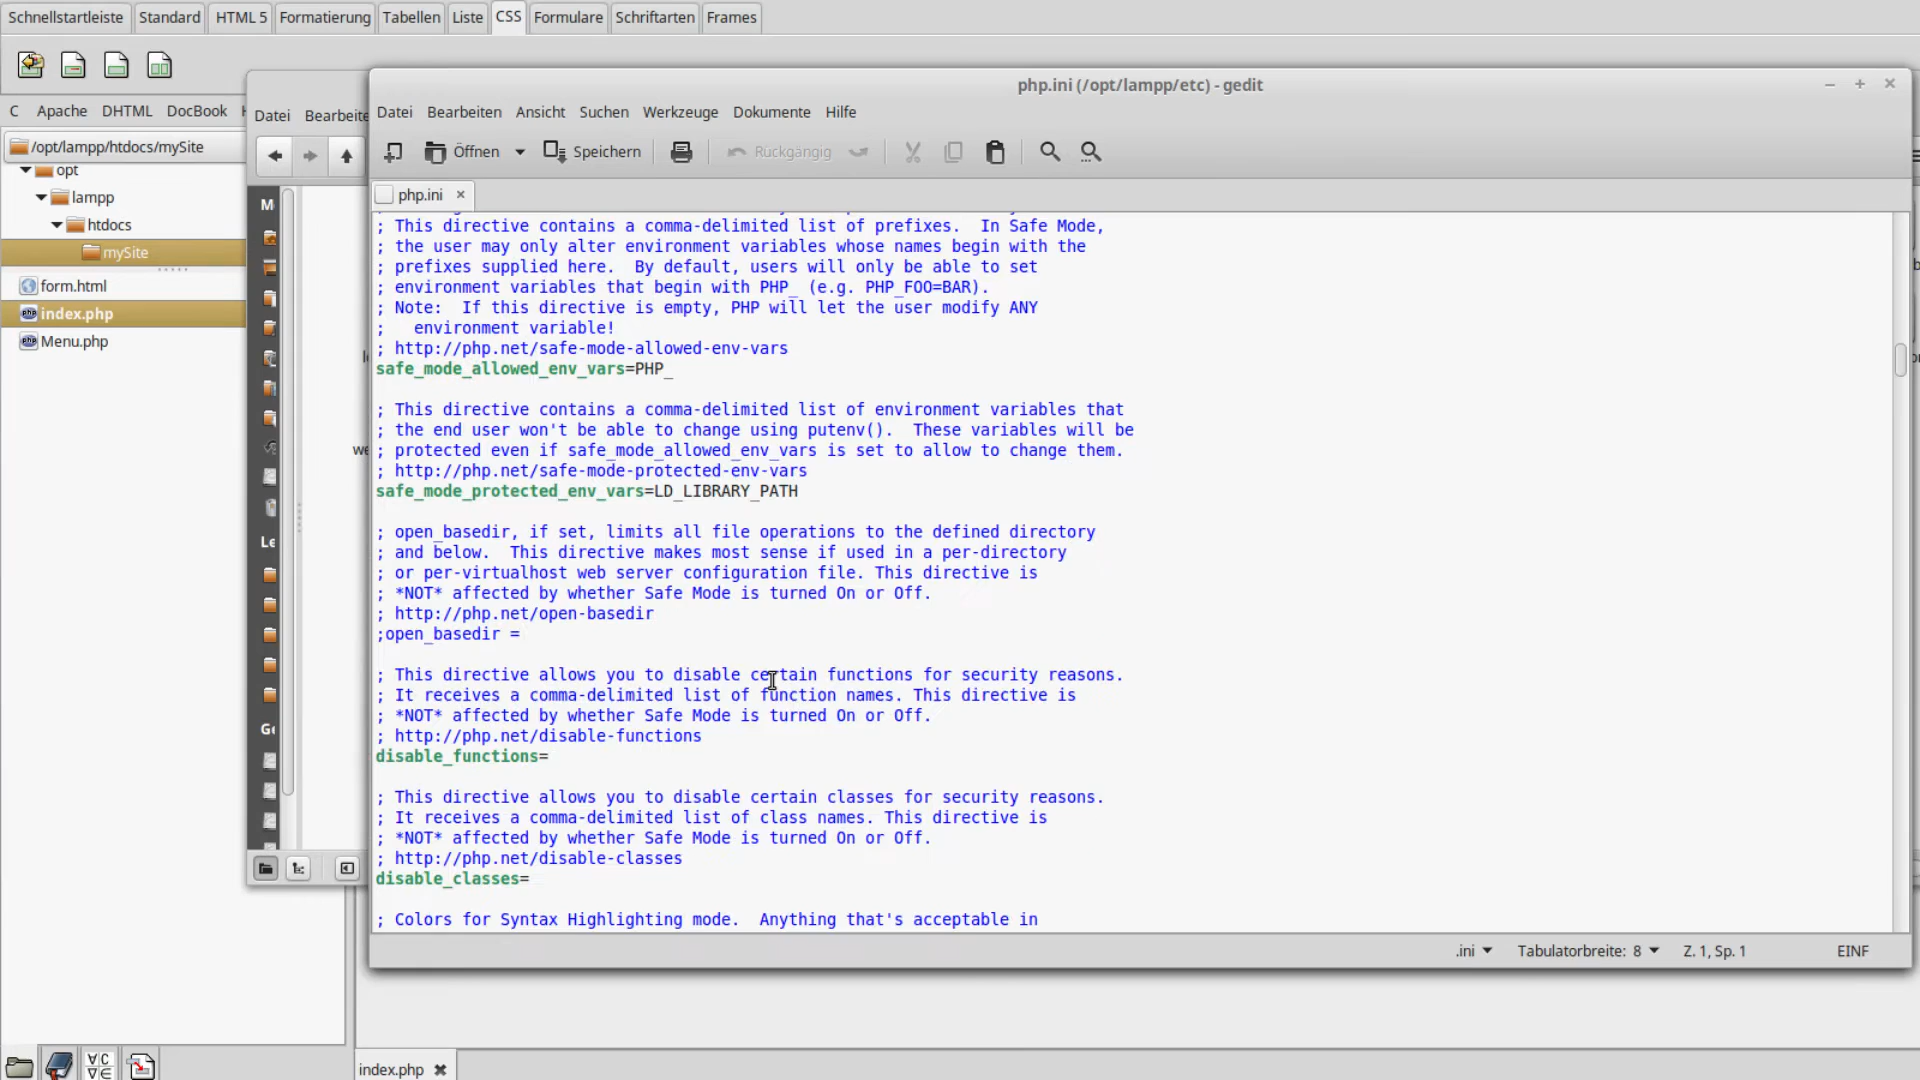 Schnellstartleiste Standard HTML 5 Formatierung Tabellen Liste CSS Formulare Schriftarten Frames
php.ini (/opt/lampp/etc) - gedit
C Apache DHTML DocBook
Datei Bearbeite
Datei Bearbeiten Ansicht Suchen Werkzeuge Dokumente Hilfe
/opt/lampp/htdocs/mySite
Öffnen Speichern Rückgängig
opt
lampp
htdocs
mySite
form.html
index.php
Menu.php
M
Le
we
php.ini
; This directive contains a comma-delimited list of prefixes.  In Safe Mode,
; the user may only alter environment variables whose names begin with the
; prefixes supplied here.  By default, users will only be able to set
; environment variables that begin with PHP_ (e.g. PHP_FOO=BAR).
; Note:  If this directive is empty, PHP will let the user modify ANY
;   environment variable!
; http://php.net/safe-mode-allowed-env-vars
safe_mode_allowed_env_vars=PHP_
; This directive contains a comma-delimited list of environment variables that
; the end user won't be able to change using putenv().  These variables will be
; protected even if safe_mode_allowed_env_vars is set to allow to change them.
; http://php.net/safe-mode-protected-env-vars
safe_mode_protected_env_vars=LD_LIBRARY_PATH
; open_basedir, if set, limits all file operations to the defined directory
; and below.  This directive makes most sense if used in a per-directory
; or per-virtualhost web server configuration file. This directive is
; *NOT* affected by whether Safe Mode is turned On or Off.
; http://php.net/open-basedir
;open_basedir =
; This directive allows you to disable certain functions for security reasons.
; It receives a comma-delimited list of function names. This directive is
; *NOT* affected by whether Safe Mode is turned On or Off.
; http://php.net/disable-functions
disable_functions=
; This directive allows you to disable certain classes for security reasons.
; It receives a comma-delimited list of class names. This directive is
; *NOT* affected by whether Safe Mode is turned On or Off.
; http://php.net/disable-classes
disable_classes=
; Colors for Syntax Highlighting mode.  Anything that's acceptable in
.ini Tabulatorbreite: 8 Z. 1, Sp. 1 EINF
index.php